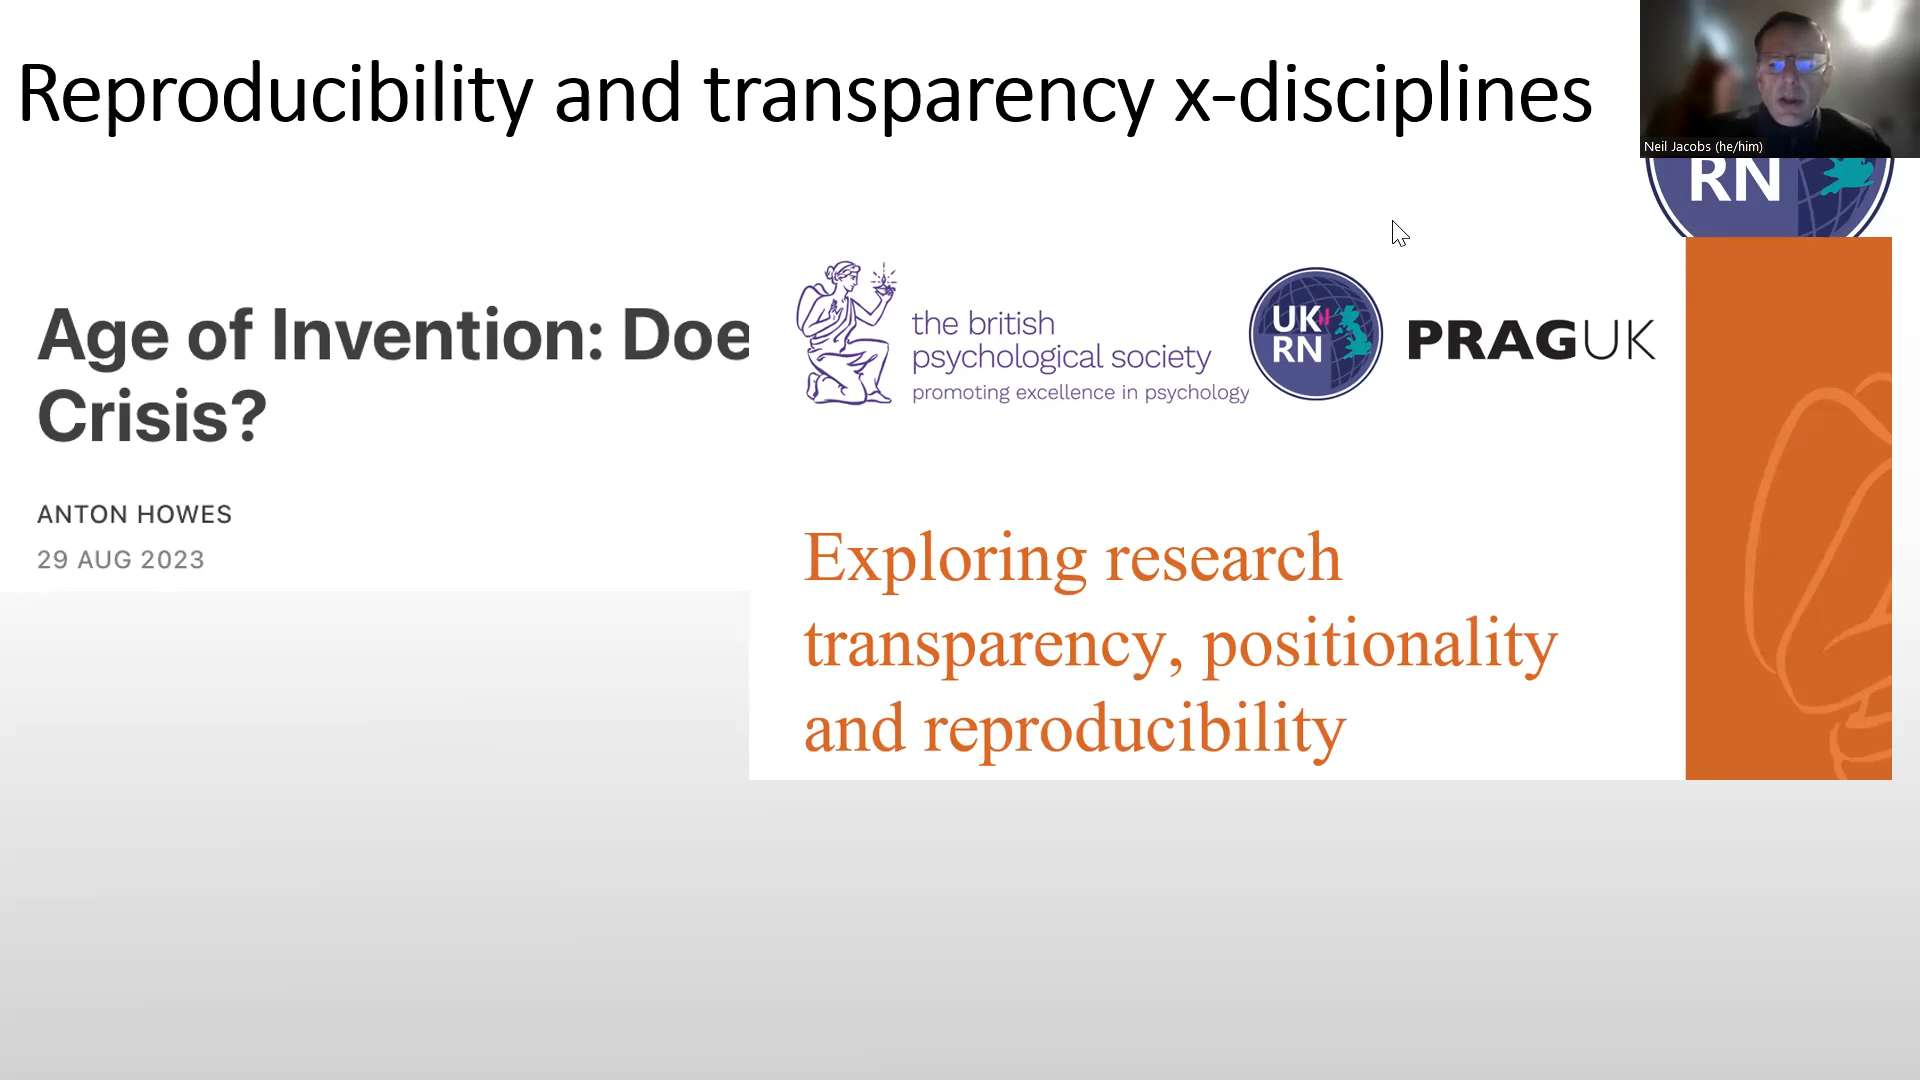 Reproducibility and transparency x-disciplines
Neil Jacobs (he/him)
RN
Age of Invention: Doe
Crisis?
ANTON HOWES
29 AUG 2023
the british
psychological society
promoting excellence in psychology
UK
RN
PRAGUK
Exploring research
transparency, positionality
and reproducibility